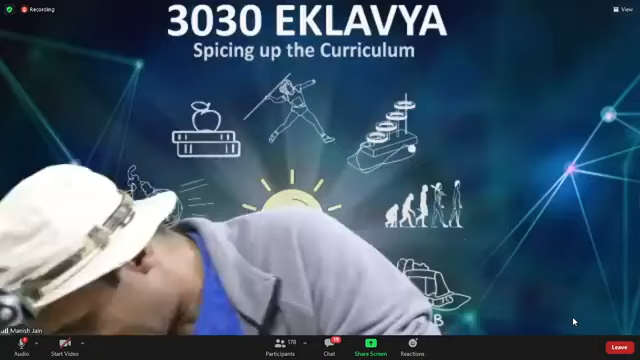 Recording
View
3030 EKLAVYA
Spicing up the Curriculum
B
Manish Jain
Audio
Start Video
Participants
178
Chat
Share Screen
Reactions
Leave